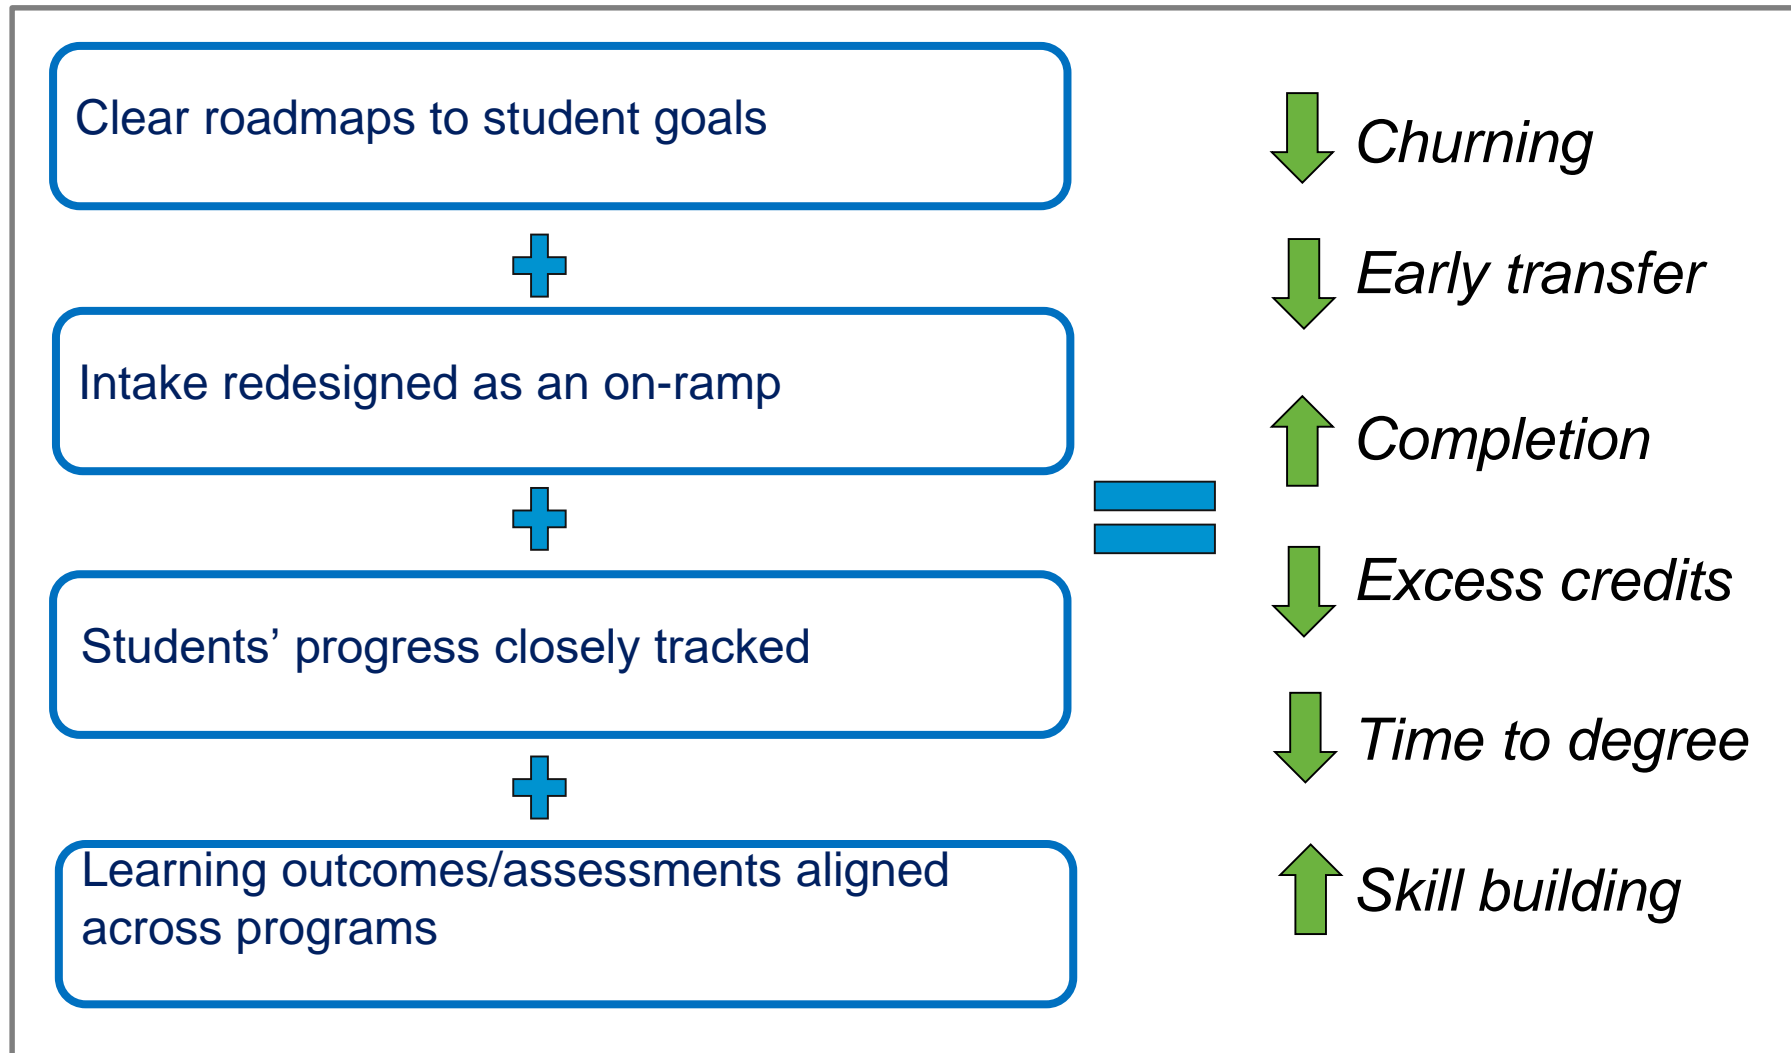 Clear roadmaps to student goals
Intake redesigned as an on-ramp
Students’ progress closely tracked
Learning outcomes/assessments aligned
across programs
Churning
Early transfer
Completion
Excess credits
Time to degree
Skill building